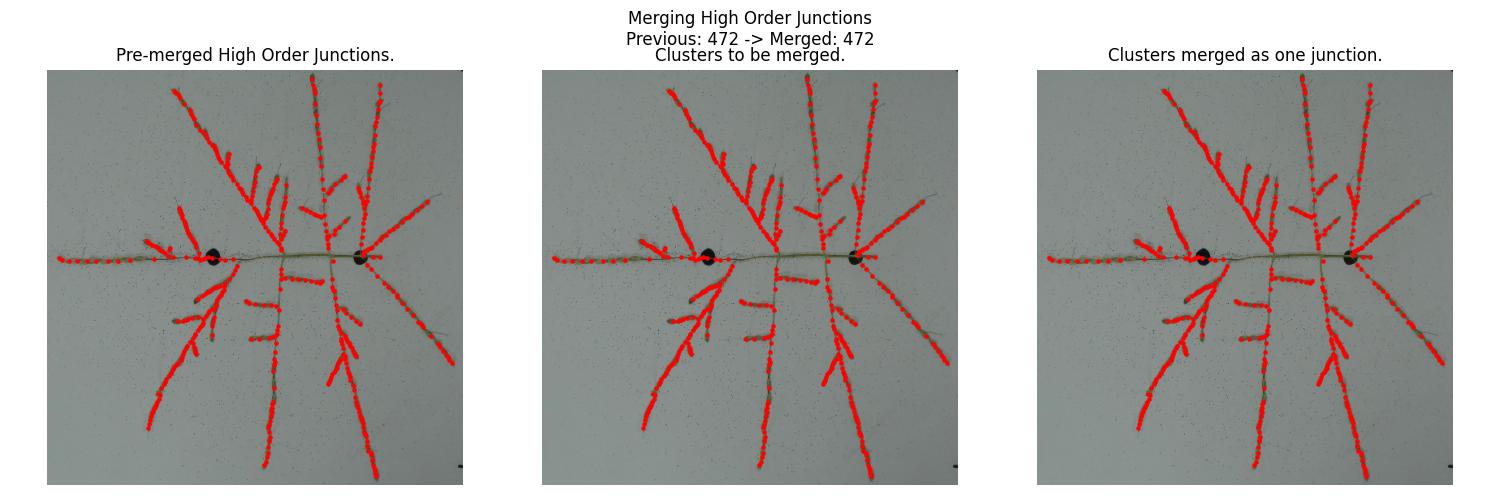 Merging High Order Junctions
Previous: 472 -> Merged: 472
Pre-merged High Order Junctions.
Clusters to be merged.
Clusters merged as one junction.